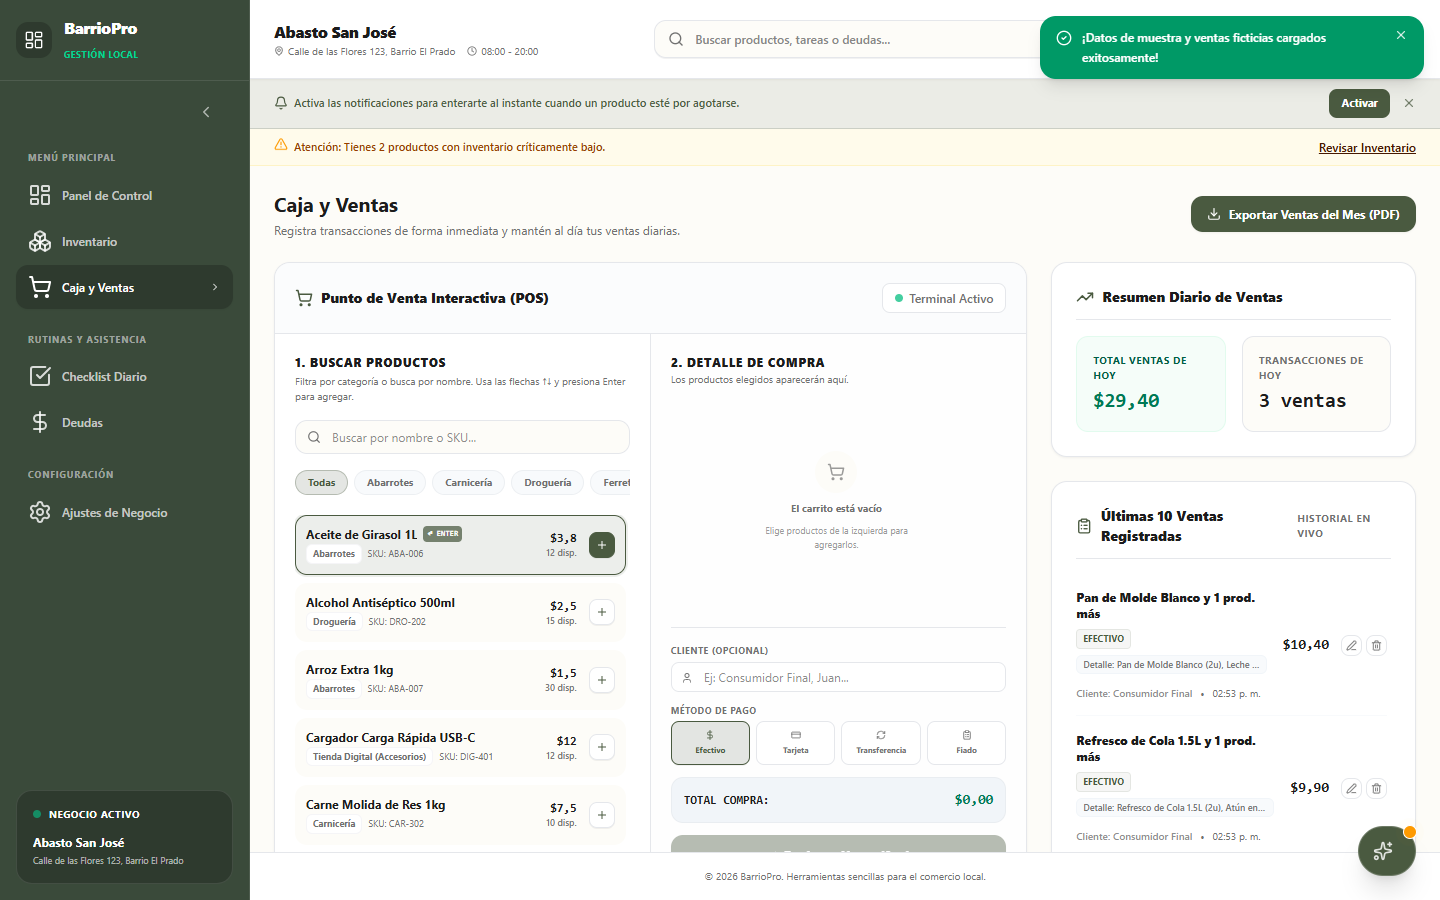 BarrioPro
GESTIÓN LOCAL
MENÚ PRINCIPAL
Panel de Control
Inventario
Caja y Ventas
RUTINAS Y ASISTENCIA
Checklist Diario
Deudas
CONFIGURACIÓN
Ajustes de Negocio
NEGOCIO ACTIVO
Abasto San José
Calle de las Flores 123, Barrio El Prado
Abasto San José
Calle de las Flores 123, Barrio El Prado
08:00 - 20:00
Buscar productos, tareas o deudas...
¡Datos de muestra y ventas ficticias cargados
exitosamente!
Activa las notificaciones para enterarte al instante cuando un producto esté por agotarse.
Activar
Atención: Tienes 2 productos con inventario críticamente bajo.
Revisar Inventario
Caja y Ventas
Registra transacciones de forma inmediata y mantén al día tus ventas diarias.
Exportar Ventas del Mes (PDF)
Punto de Venta Interactiva (POS)
Terminal Activo
1. BUSCAR PRODUCTOS
Filtra por categoría o busca por nombre. Usa las flechas ↑↓ y presiona Enter
para agregar.
Buscar por nombre o SKU...
Todas
Abarrotes
Carnicería
Droguería
Ferret
Aceite de Girasol 1L
ENTER
Abarrotes
SKU: ABA-006
$3,8
12 disp.
Alcohol Antiséptico 500ml
Droguería
SKU: DRO-202
$2,5
15 disp.
Arroz Extra 1kg
Abarrotes
SKU: ABA-007
$1,5
30 disp.
Cargador Carga Rápida USB-C
Tienda Digital (Accesorios)
SKU: DIG-401
$12
12 disp.
Carne Molida de Res 1kg
Carnicería
SKU: CAR-302
$7,5
10 disp.
2. DETALLE DE COMPRA
Los productos elegidos aparecerán aquí.
El carrito está vacío
Elige productos de la izquierda para
agregarlos.
CLIENTE (OPCIONAL)
Ej: Consumidor Final, Juan...
MÉTODO DE PAGO
Efectivo
Tarjeta
Transferencia
Fiado
TOTAL COMPRA:
$0,00
Resumen Diario de Ventas
TOTAL VENTAS DE
HOY
$29,40
TRANSACCIONES DE
HOY
3 ventas
Últimas 10 Ventas
Registradas
HISTORIAL EN
VIVO
Pan de Molde Blanco y 1 prod.
más
EFECTIVO
Detalle: Pan de Molde Blanco (2u), Leche ...
$10,40
Cliente: Consumidor Final • 02:53 p. m.
Refresco de Cola 1.5L y 1 prod.
más
EFECTIVO
Detalle: Refresco de Cola 1.5L (2u), Atún en...
$9,90
Cliente: Consumidor Final • 02:53 p. m.
© 2026 BarrioPro. Herramientas sencillas para el comercio local.